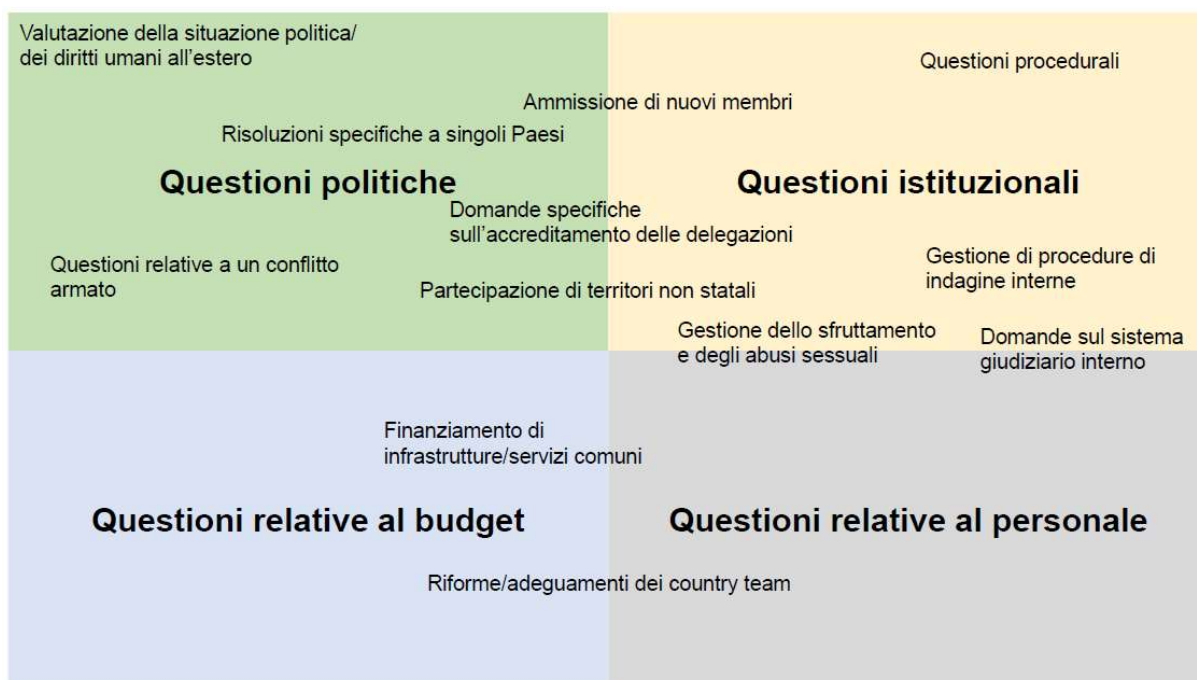 Valutazione della situazione politica/
dei diritti umani all’estero
Questioni procedurali
Ammissione di nuovi membri
Risoluzioni specifiche a singoli Paesi
Questioni politiche
Questioni istituzionali
Domande specifiche
sull’accreditamento delle delegazioni
Questioni relative a un conflitto
armato
Gestione di procedure di
indagine interne
Partecipazione di territori non statali
Gestione dello sfruttamento
e degli abusi sessuali
Domande sul sistema
giudiziario interno
Finanziamento di
infrastrutture/servizi comuni
Questioni relative al budget
Questioni relative al personale
Riforme/adeguamenti dei country team